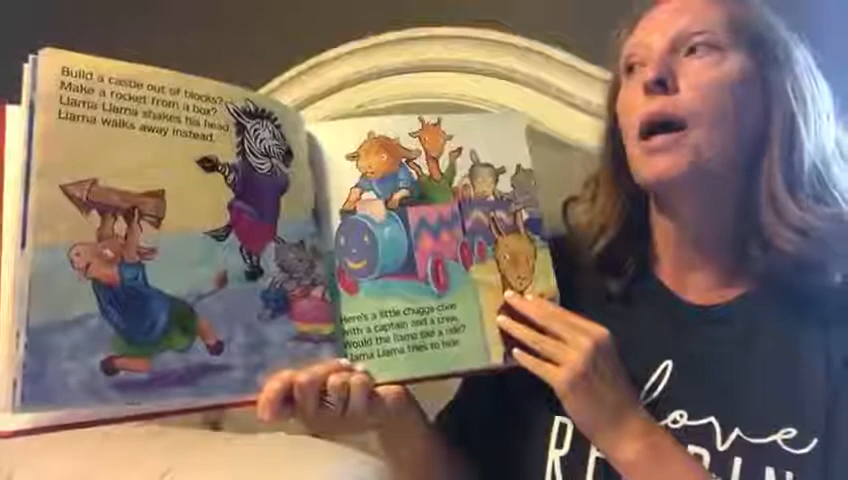 Build a castle out of blocks?
Make a rocket from a box?
Llama Llama shakes his head.
Llama walks away instead.
Here's a little chugga-choo
with a captain and a crew.
Would the llama like a ride?
Llama Llama tries to hide.
love